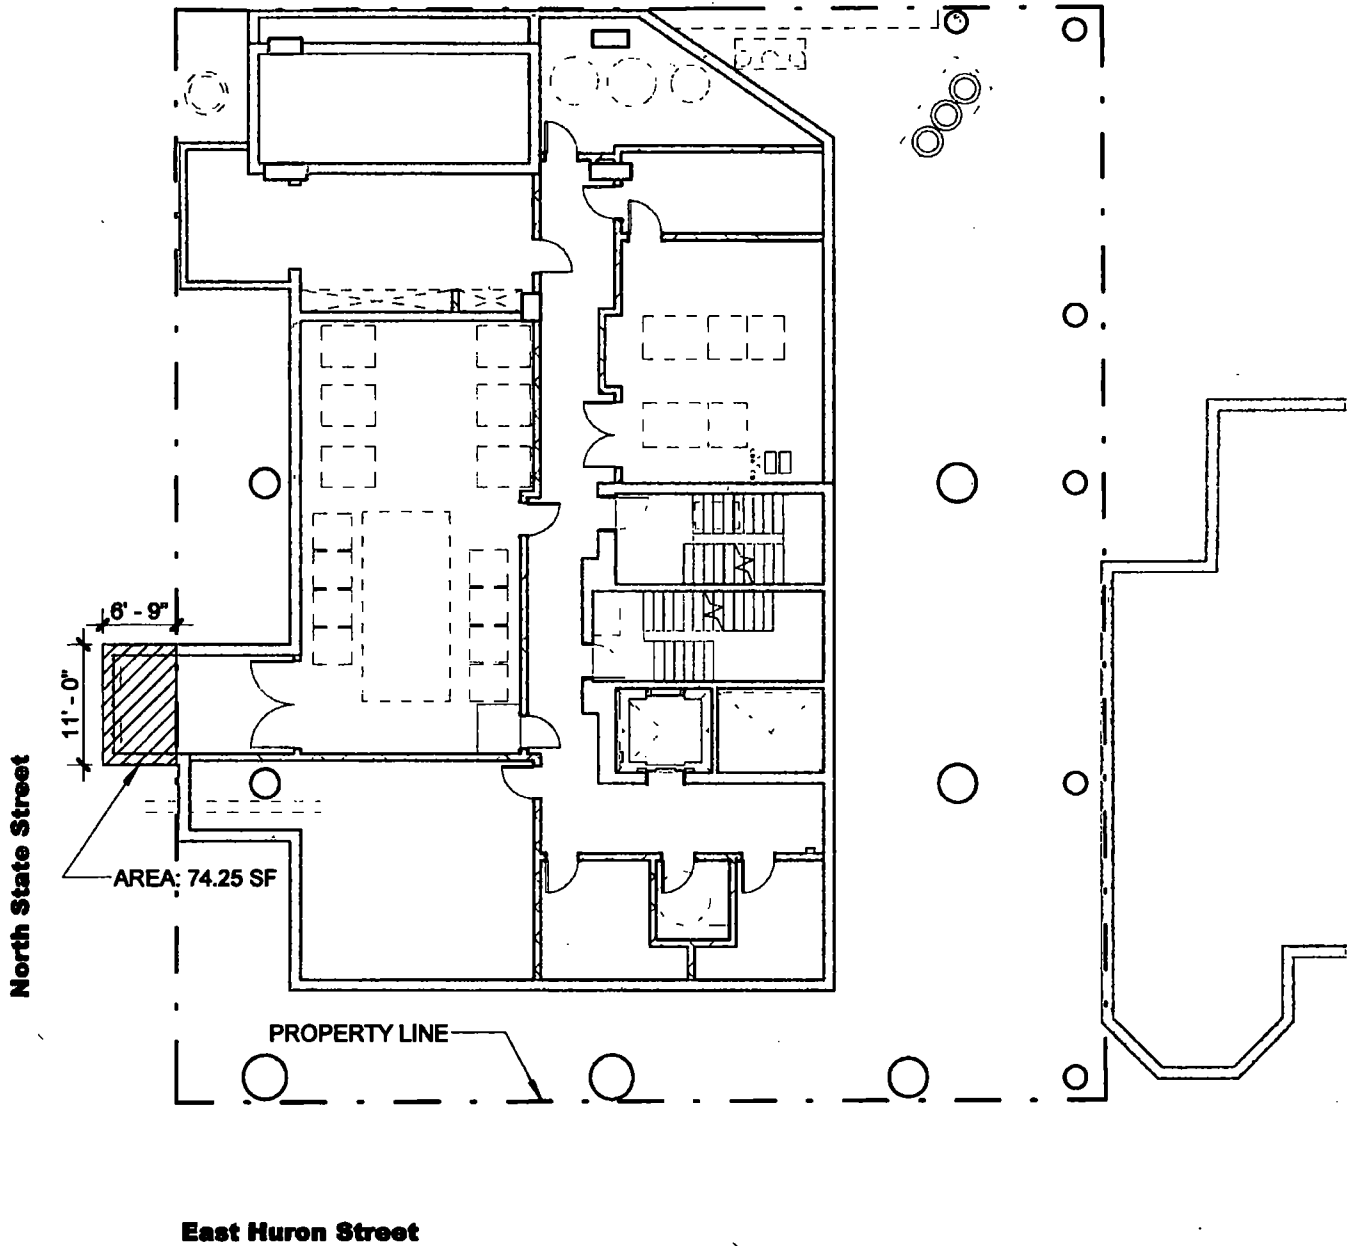 6' - 9"
11' - 0"
North State Street
AREA: 74.25 SF
PROPERTY LINE
East Huron Street